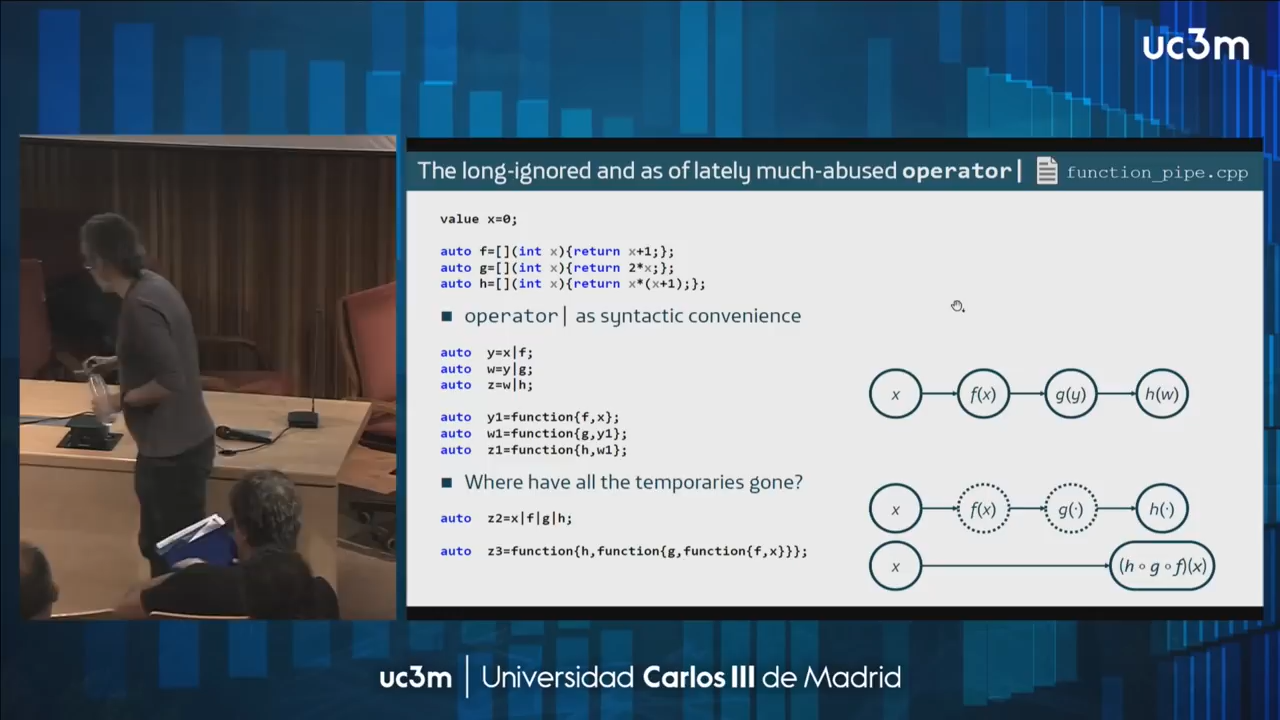 uc3m
The long-ignored and as of lately much-abused operator| function_pipe.cpp
value x=0;
auto f=[](int x){return x+1;};
auto g=[](int x){return 2*x;};
auto h=[](int x){return x*(x+1);};
■ operator| as syntactic convenience
auto y=x|f;
auto w=y|g;
auto z=w|h;
auto y1=function{f,x};
auto w1=function{g,y1};
auto z1=function{h,w1};
x f(x) g(y) h(w)
■ Where have all the temporaries gone?
auto z2=x|f|g|h;
auto z3=function{h,function{g,function{f,x}}};
x f(x) g(·) h(·)
x (h ∘ g ∘ f)(x)
uc3m | Universidad Carlos III de Madrid